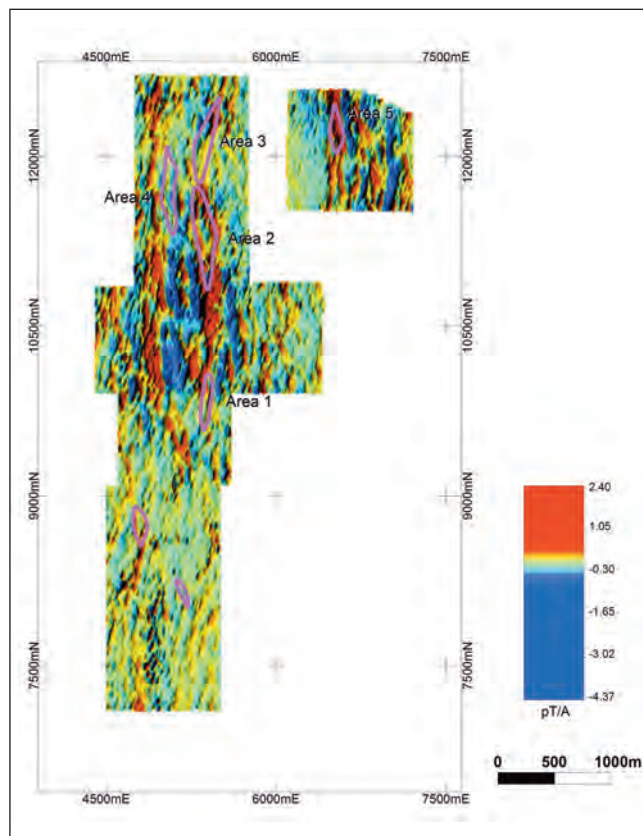 4500mE 6000mE 7500mE
Area 5
Area 3
12000mN 12000mN
Area 4
Area 2
10500mN 10500mN
Area 1
9000mN 9000mN
2.40
1.05
-0.30
-1.65
-3.02
-4.37
pT/A
7500mN 7500mN
0 500 1000m
4500mE 6000mE 7500mE